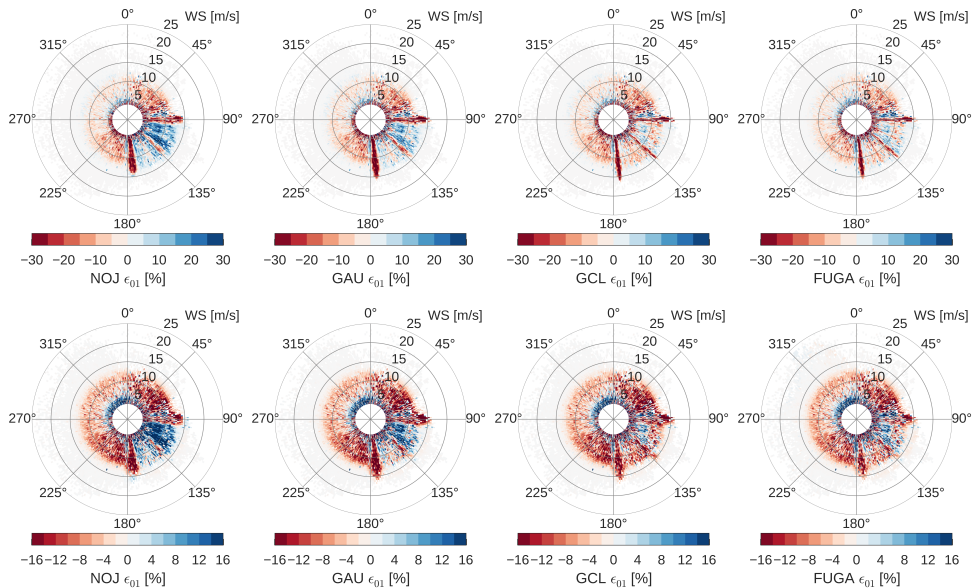 0° WS [m/s] 0° WS [m/s] 0° WS [m/s] 0° WS [m/s]
25 25 25 25
315° 20 45° 315° 20 45° 315° 20 45° 315° 20 45°
15 15 15 15
10 10 10 10
5 5 5 5
270° 90° 270° 90° 270° 90° 270° 90°
225° 135° 225° 135° 225° 135° 225° 135°
180° 180° 180° 180°
−30 −20 −10 0 10 20 30 −30 −20 −10 0 10 20 30 −30 −20 −10 0 10 20 30 −30 −20 −10 0 10 20 30
NOJ ϵ₀₁ [%] GAU ϵ₀₁ [%] GCL ϵ₀₁ [%] FUGA ϵ₀₁ [%]
0° WS [m/s] 0° WS [m/s] 0° WS [m/s] 0° WS [m/s]
25 25 25 25
315° 20 45° 315° 20 45° 315° 20 45° 315° 20 45°
15 15 15 15
10 10 10 10
270° 90° 270° 90° 270° 90° 270° 90°
225° 135° 225° 135° 225° 135° 225° 135°
180° 180° 180° 180°
−16 −12 −8 −4 0 4 8 12 16 −16 −12 −8 −4 0 4 8 12 16 −16 −12 −8 −4 0 4 8 12 16 −16 −12 −8 −4 0 4 8 12 16
NOJ ϵ₀₁ [%] GAU ϵ₀₁ [%] GCL ϵ₀₁ [%] FUGA ϵ₀₁ [%]